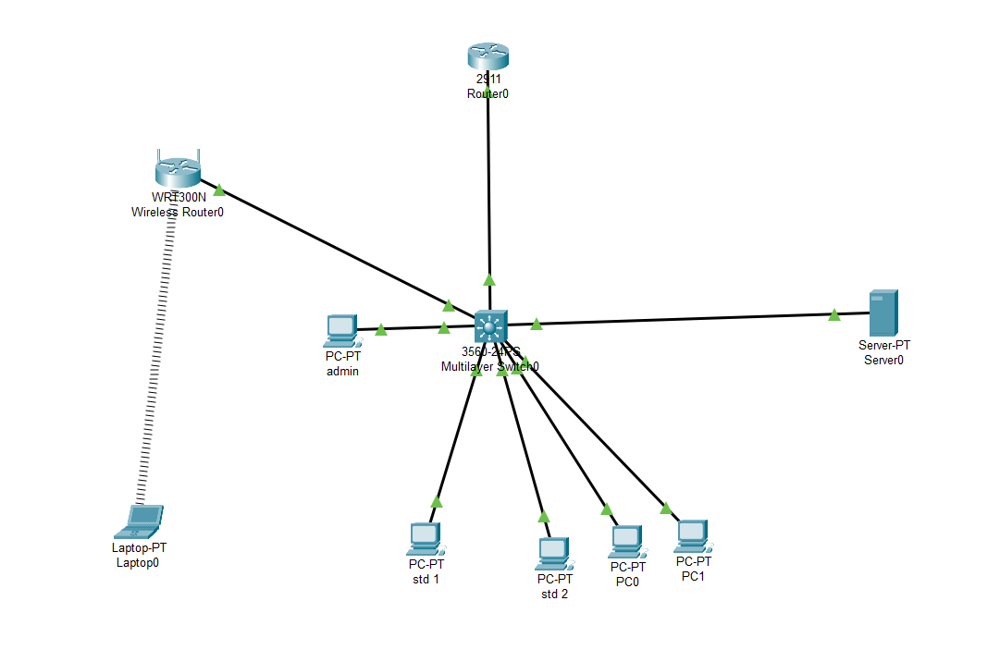 2911
Router0
WRT300N
Wireless Router0
PC-PT
admin
3560-24PS
Multilayer Switch0
Server-PT
Server0
Laptop-PT
Laptop0
PC-PT
std 1
PC-PT
std 2
PC-PT
PC0
PC-PT
PC1